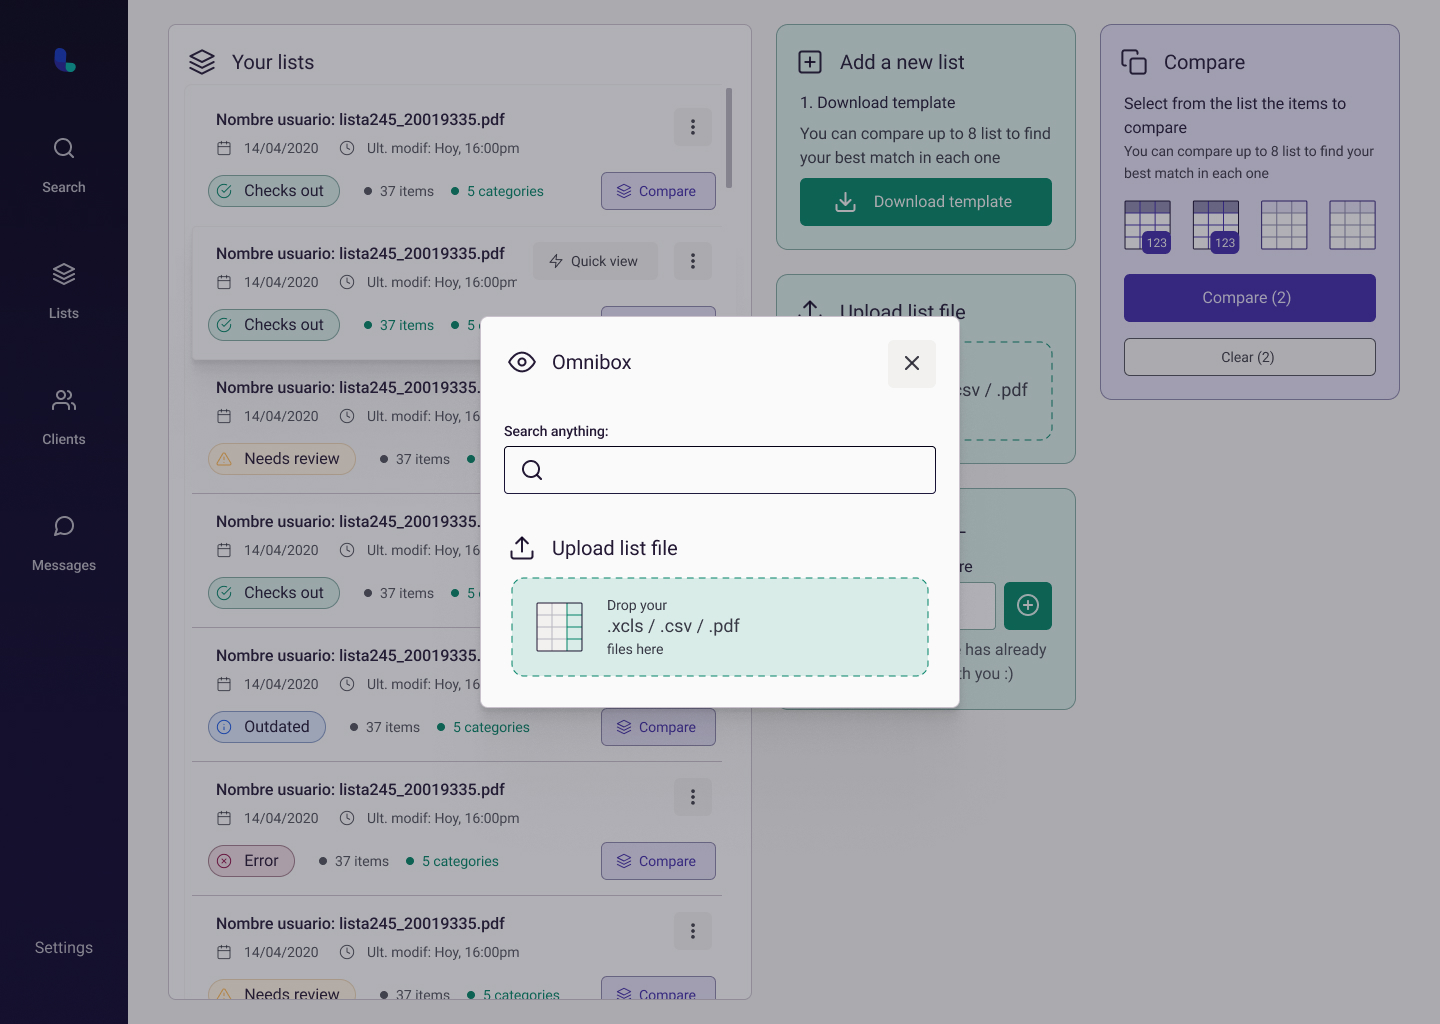 Search
Lists
Clients
Messages
Settings
Your lists
Nombre usuario: lista245_20019335.pdf
14/04/2020 Ult. modif: Hoy, 16:00pm
Checks out 37 items 5 categories Compare
Nombre usuario: lista245_20019335.pdf Quick view
14/04/2020 Ult. modif: Hoy, 16:00pm
Checks out 37 items 5
Nombre usuario: lista245_20019335.
14/04/2020 Ult. modif: Hoy, 16
Needs review 37 items
Nombre usuario: lista245_20019335.
14/04/2020 Ult. modif: Hoy, 16
Checks out 37 items 5
Nombre usuario: lista245_20019335.
14/04/2020 Ult. modif: Hoy, 16
Outdated 37 items 5 categories Compare
Nombre usuario: lista245_20019335.pdf
14/04/2020 Ult. modif: Hoy, 16:00pm
Error 37 items 5 categories Compare
Nombre usuario: lista245_20019335.pdf
14/04/2020 Ult. modif: Hoy, 16:00pm
Needs review 37 items 5 categories Compare
Add a new list
1. Download template
You can compare up to 8 list to find
your best match in each one
Download template
Upload list file
csv / .pdf
re
has already
th you :)
Compare
Select from the list the items to
compare
You can compare up to 8 list to find your
best match in each one
123 123
Compare (2)
Clear (2)
Omnibox
Search anything:
Upload list file
Drop your
.xcls / .csv / .pdf
files here